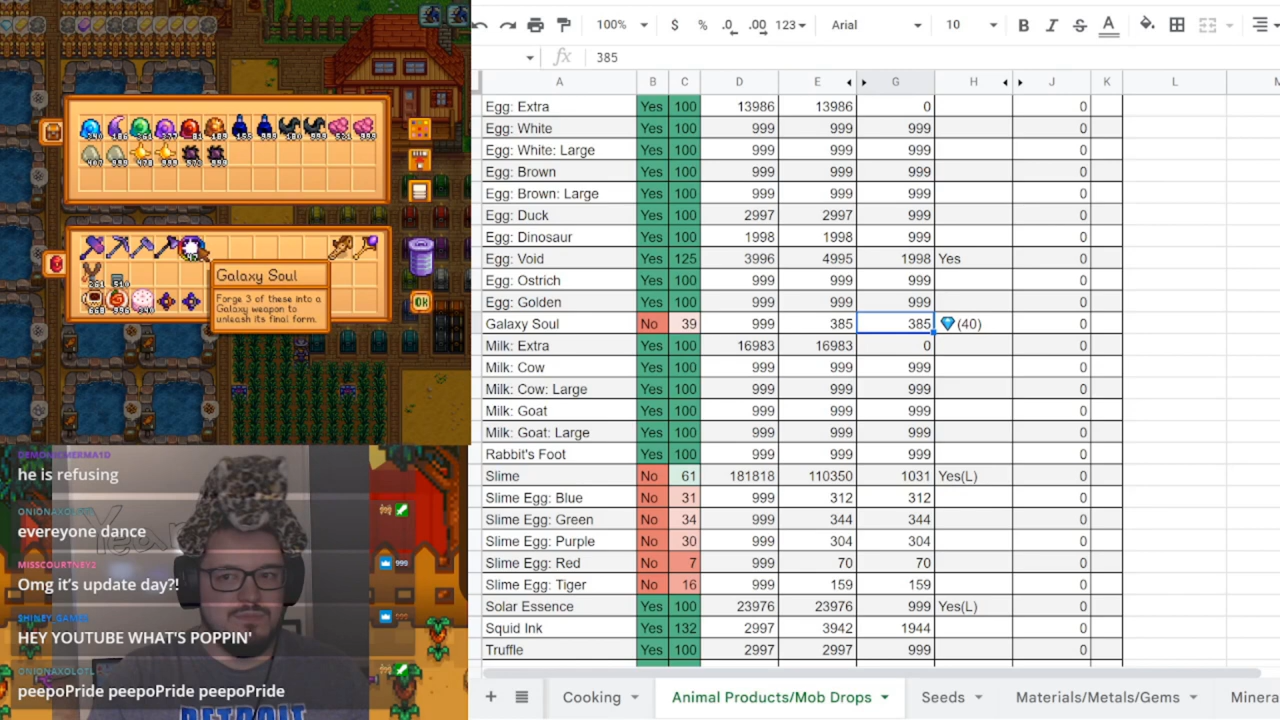 Galaxy Soul
Forge 3 of these into a
Galaxy weapon to
unleash its final form.
OK
DEMONICMERMA1D
he is refusing
ONIONAXOLOTL
evereyone dance
MISSCOURTNEY2
999
Omg it's update day?!
HEY YOUTUBE WHAT'S POPPIN'
ONIONAXOLOTL
peepoPride peepoPride peepoPride
DETROIT
100% $ % .0 .00 123 Arial 10 B I S A
fx 385
A B C D E G H J K L
Egg: Extra Yes 100 13986 13986 0 0
Egg: White Yes 100 999 999 999 0
Egg: White: Large Yes 100 999 999 999 0
Egg: Brown Yes 100 999 999 999 0
Egg: Brown: Large Yes 100 999 999 999 0
Egg: Duck Yes 100 2997 2997 999 0
Egg: Dinosaur Yes 100 1998 1998 999 0
Egg: Void Yes 125 3996 4995 1998 Yes 0
Egg: Ostrich Yes 100 999 999 999 0
Egg: Golden Yes 100 999 999 999 0
Galaxy Soul No 39 999 385 385 (40) 0
Milk: Extra Yes 100 16983 16983 0 0
Milk: Cow Yes 100 999 999 999 0
Milk: Cow: Large Yes 100 999 999 999 0
Milk: Goat Yes 100 999 999 999 0
Milk: Goat: Large Yes 100 999 999 999 0
Rabbit's Foot Yes 100 999 999 999 0
Slime No 61 181818 110350 1031 Yes(L) 0
Slime Egg: Blue No 31 999 312 312 0
Slime Egg: Green No 34 999 344 344 0
Slime Egg: Purple No 30 999 304 304 0
Slime Egg: Red No 7 999 70 70 0
Slime Egg: Tiger No 16 999 159 159 0
Solar Essence Yes 100 23976 23976 999 Yes(L) 0
Squid Ink Yes 132 2997 3942 1944 0
Truffle Yes 100 2997 2997 999 0
Cooking Animal Products/Mob Drops Seeds Materials/Metals/Gems Minera